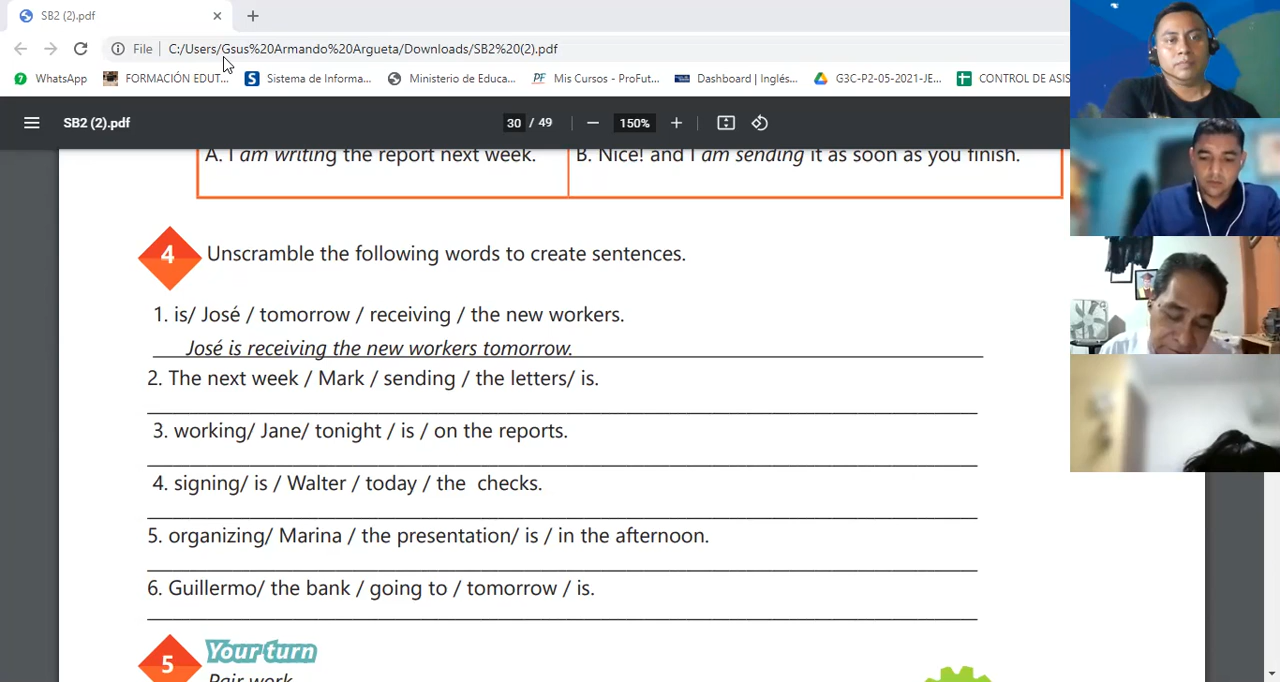 SB2 (2).pdf
File
C:/Users/Gsus%20Armando%20Argueta/Downloads/SB2%20(2).pdf
WhatsApp
FORMACIÓN EDUT...
Sistema de Informa...
Ministerio de Educa...
Mis Cursos - ProFut...
Dashboard | Inglés...
G3C-P2-05-2021-JE...
CONTROL DE ASIS
SB2 (2).pdf
30 / 49
150%
A. I am writing the report next week.
B. Nice! and I am sending it as soon as you finish.
4
Unscramble the following words to create sentences.
1. is/ José / tomorrow / receiving / the new workers.
José is receiving the new workers tomorrow.
2. The next week / Mark / sending / the letters/ is.
3. working/ Jane/ tonight / is / on the reports.
4. signing/ is / Walter / today / the checks.
5. organizing/ Marina / the presentation/ is / in the afternoon.
6. Guillermo/ the bank / going to / tomorrow / is.
5
Your turn
Pair work